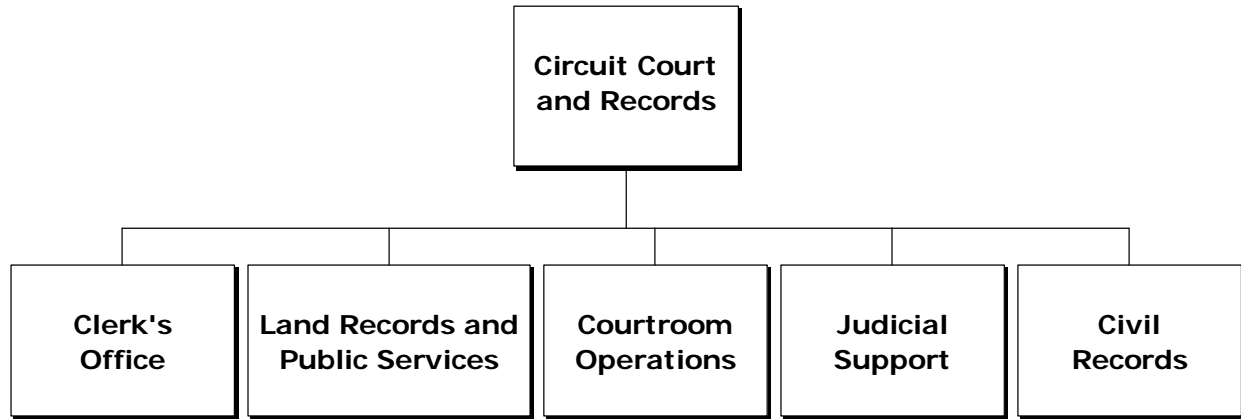 Circuit Court
and Records
Clerk's
Office
Land Records and
Public Services
Courtroom
Operations
Judicial
Support
Civil
Records